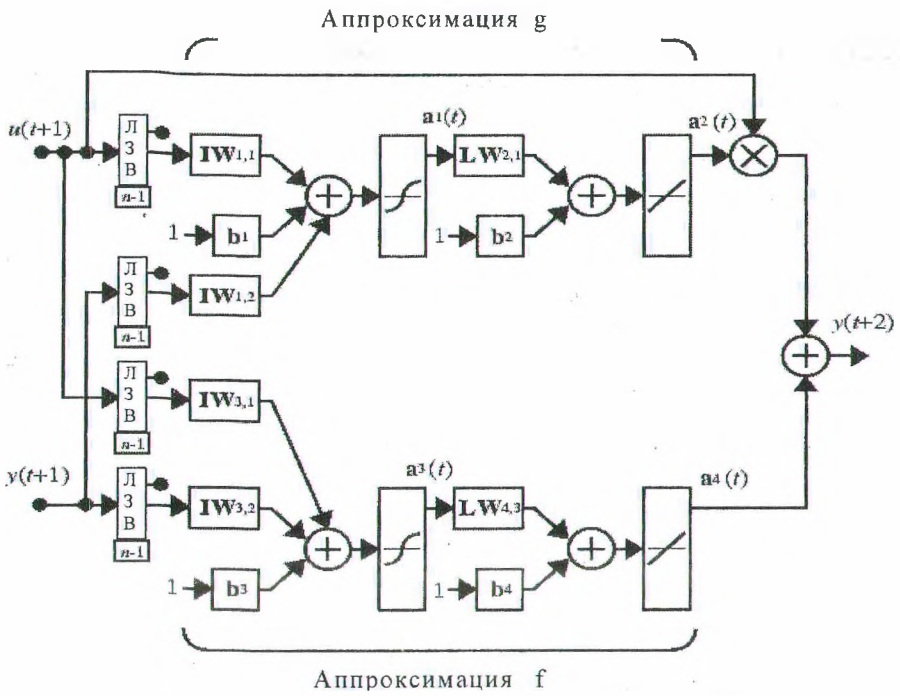 Аппроксимация g
u(t+1)
Л
З
В
n-1
IW1,1
1
b1
a1(t)
LW2,1
1
b2
a2(t)
Л
З
В
n-1
IW1,2
y(t+2)
Л
З
В
n-1
IW3,1
y(t+1)
Л
З
В
n-1
IW3,2
1
b3
a3(t)
LW4,3
1
b4
a4(t)
Аппроксимация f